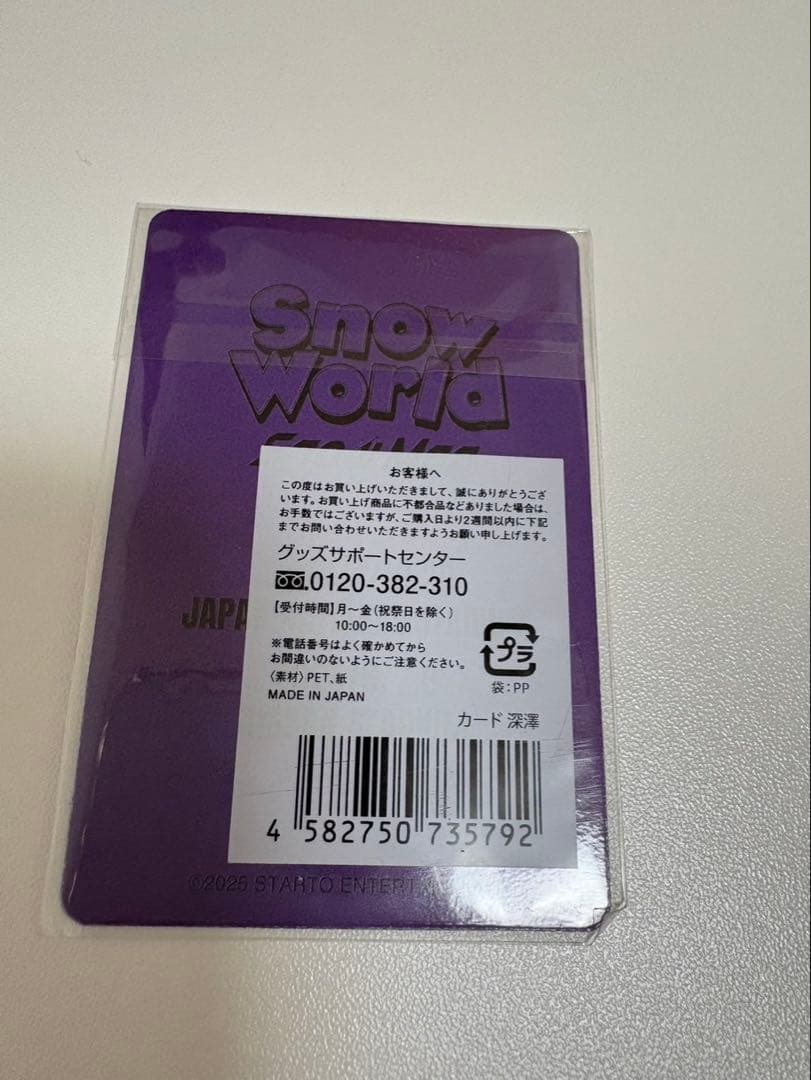 Snow
World
お客様へ
この度はお買い上げいただきまして、誠にありがとうござ
います。お買い上げ商品に不都合品などありました場合は、
お手数ではございますが、ご購入日より2週間以内に下記
までお問い合わせいただきますようお願い申し上げます。
グッズサポートセンター
0120-382-310
【受付時間】月〜金(祝祭日を除く)
10:00〜18:00
※電話番号はよく確かめてから
お間違いのないようにご注意ください。
〈素材〉PET、紙
MADE IN JAPAN
プラ
袋:PP
カード 深澤
4 582750 735792
©2025 STARTO